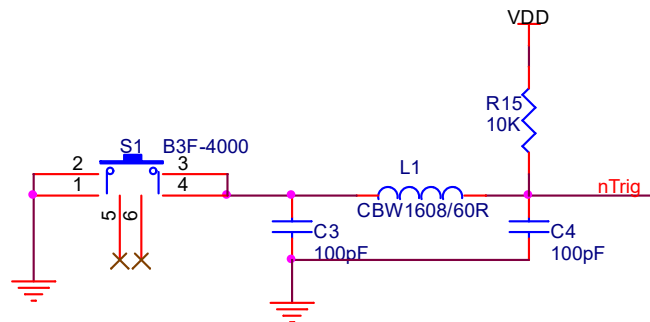 VDD
R15
10K
S1 B3F-4000
2 3
1 4
5 6
L1
CBW1608/60R
nTrig
C3
100pF
C4
100pF